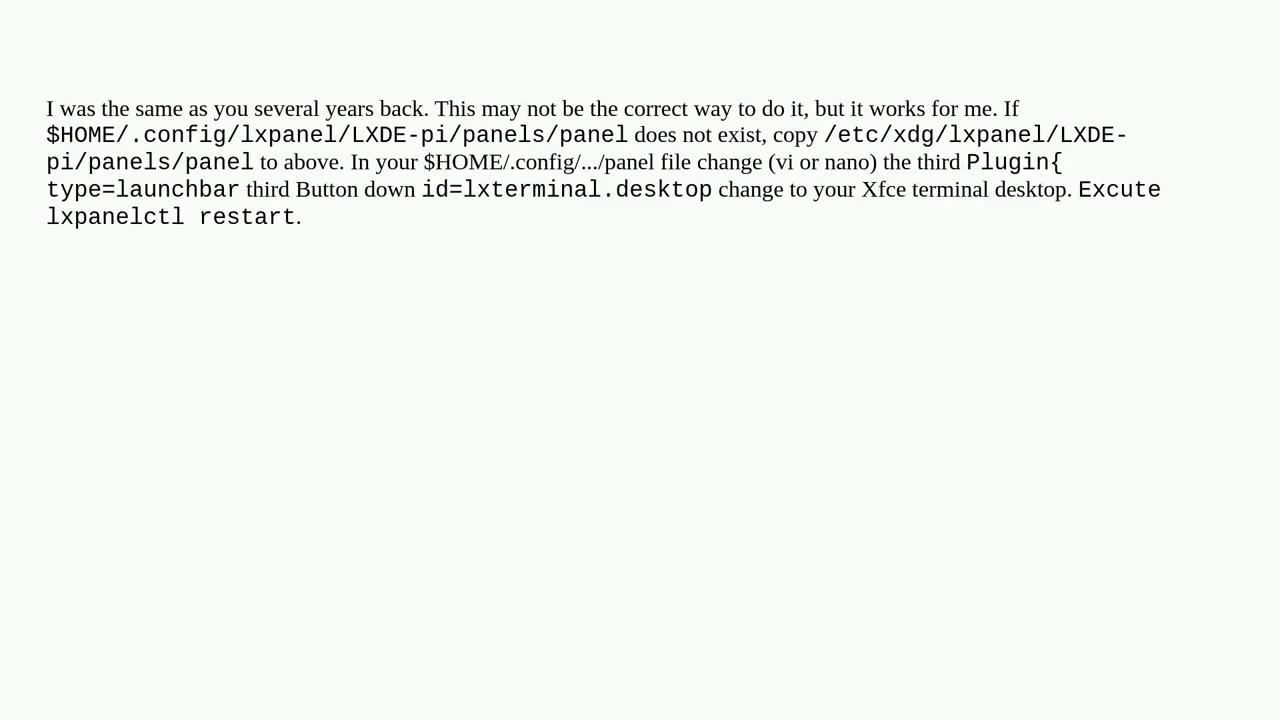 I was the same as you several years back. This may not be the correct way to do it, but it works for me. If
$HOME/.config/lxpanel/LXDE-pi/panels/panel does not exist, copy /etc/xdg/lxpanel/LXDE-
pi/panels/panel to above. In your $HOME/.config/.../panel file change (vi or nano) the third Plugin{
type=launchbar third Button down id=lxterminal.desktop change to your Xfce terminal desktop. Excute
lxpanelctl restart.